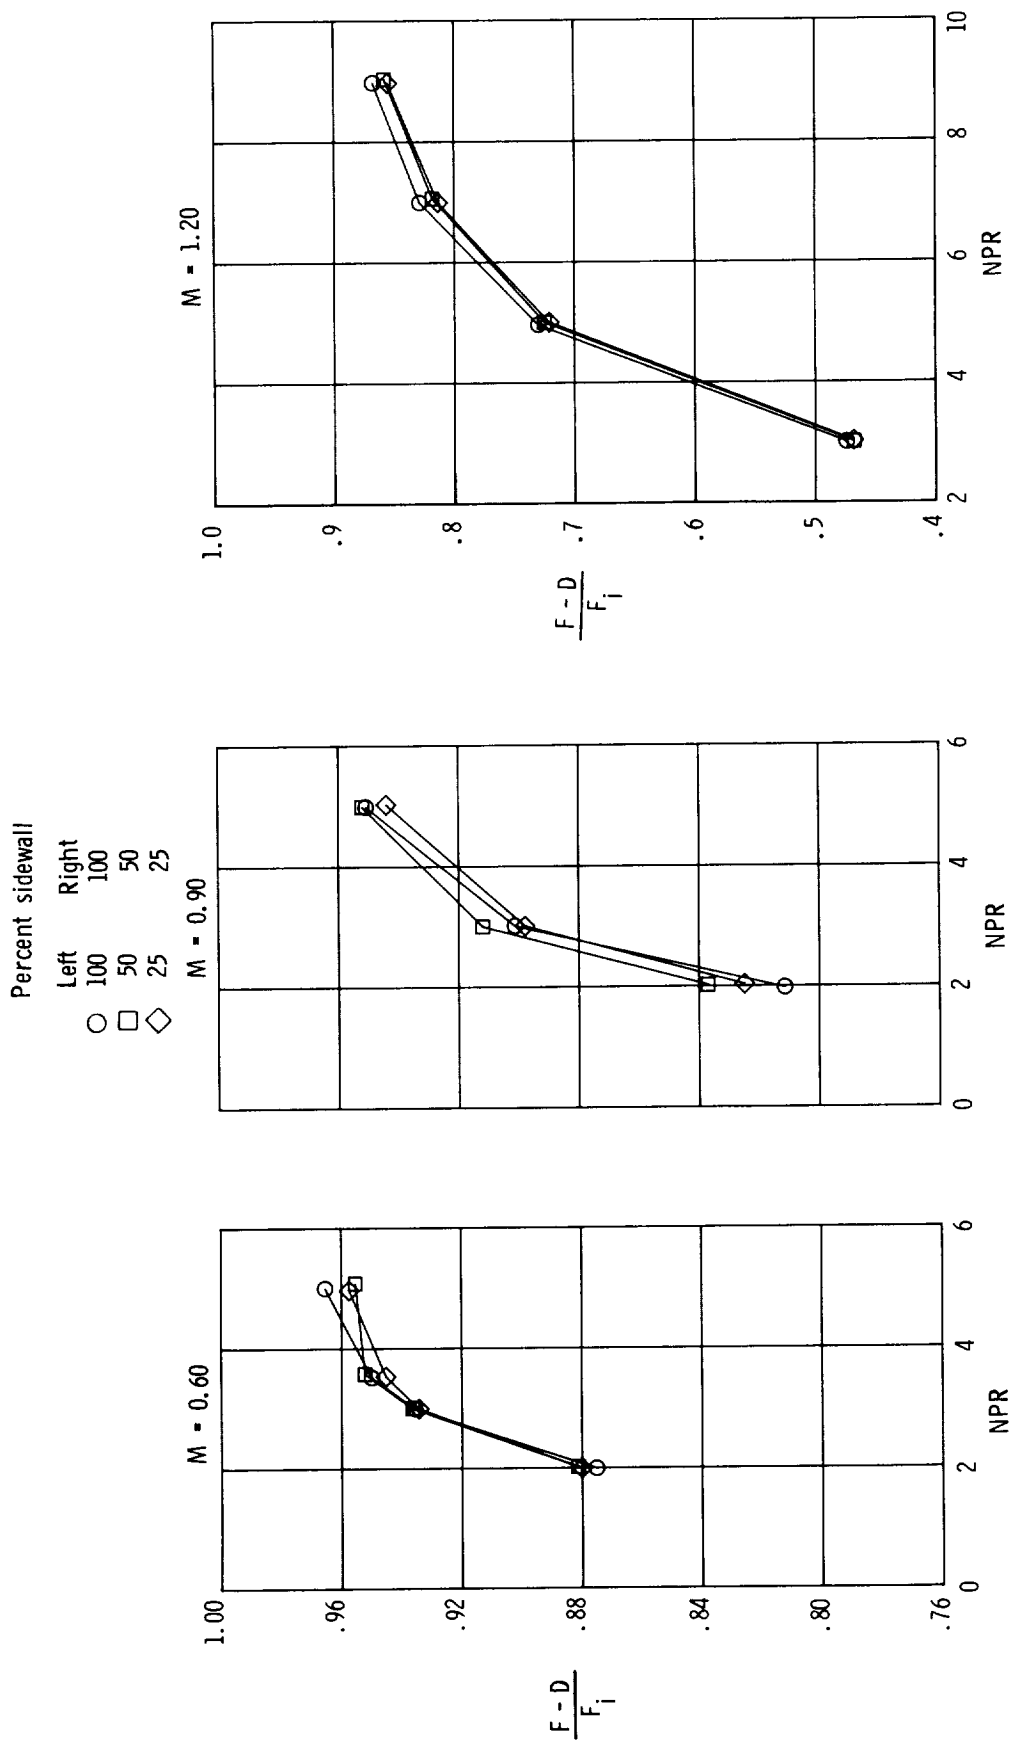 Percent sidewall
Left Right
100 100
50 50
25 25
M = 0.60
1.00
.96
.92
.88
.84
.80
.76
F - D
F i
0 2 4 6
NPR
M = 0.90
0 2 4 6
NPR
M = 1.20
1.0
.9
.8
.7
.6
.5
.4
F - D
F i
2 4 6 8 10
NPR